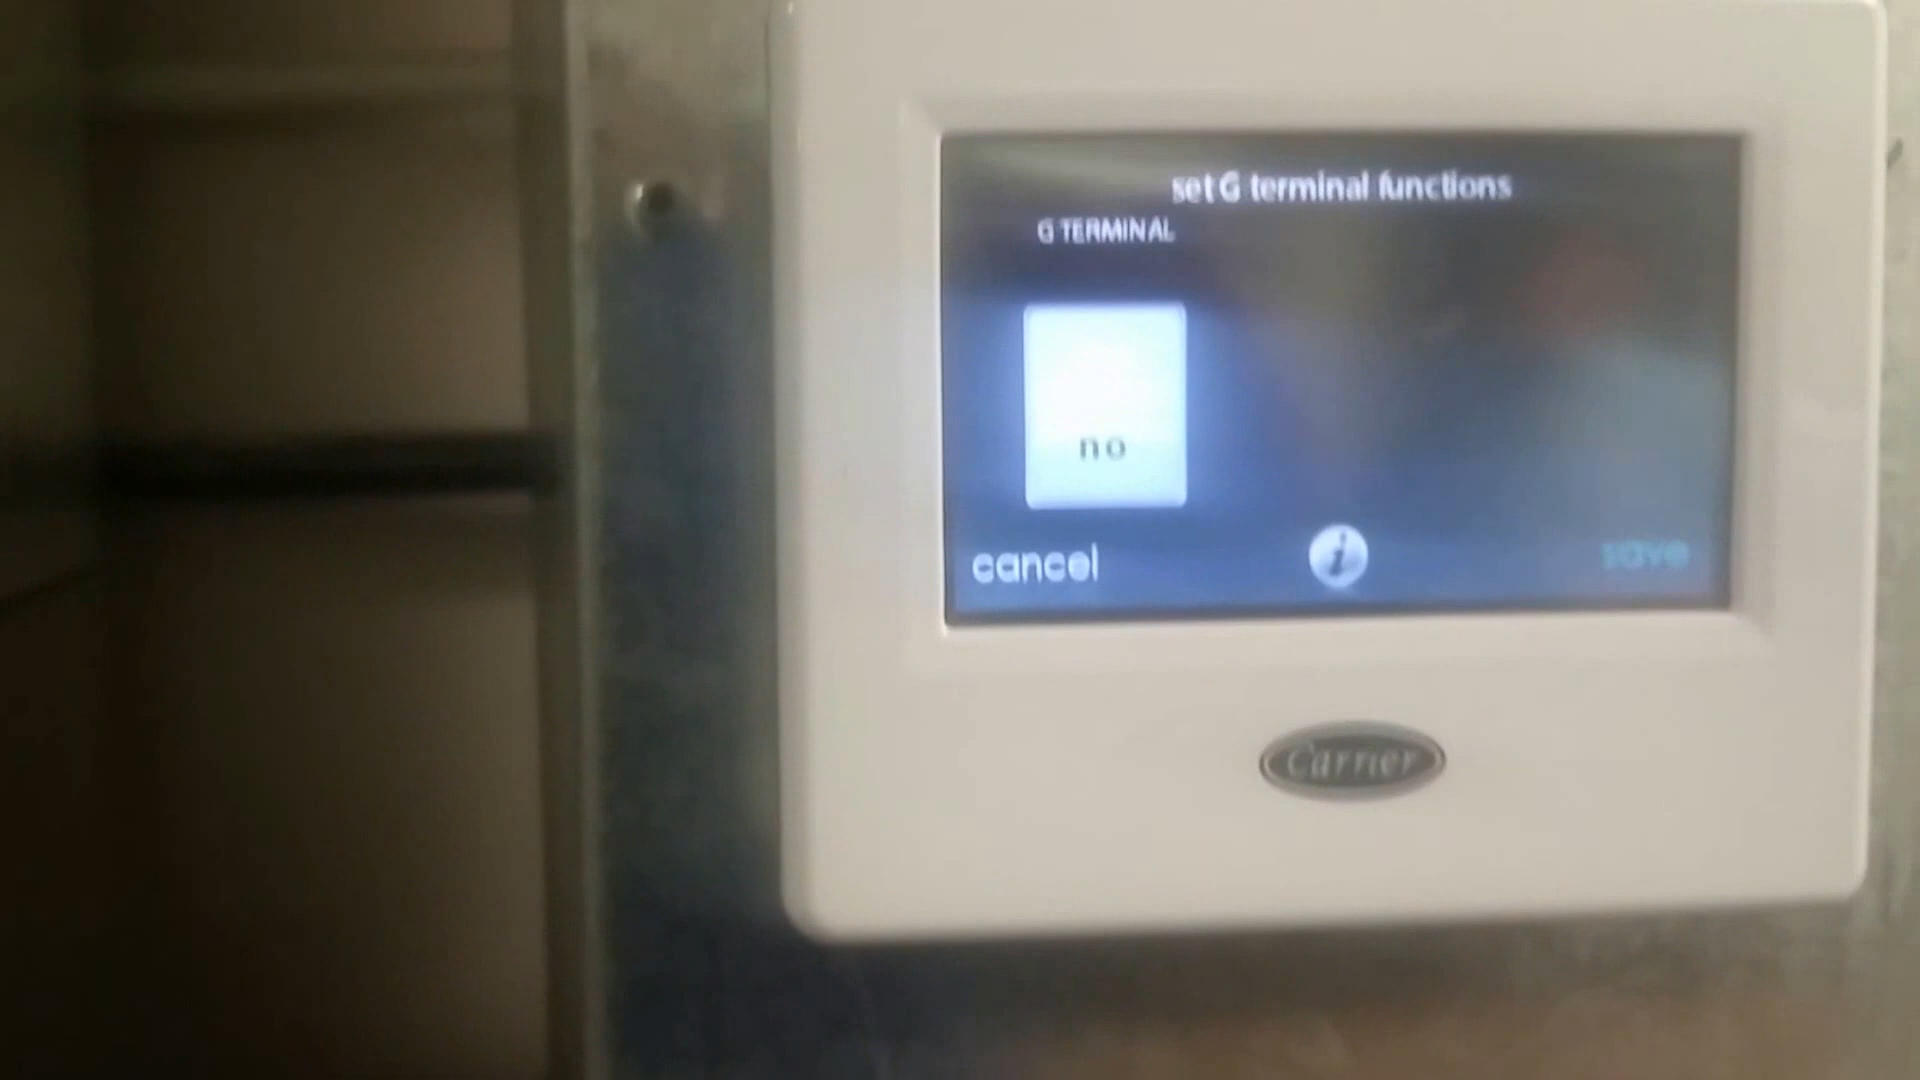 set G terminal functions
G TERMINAL
no
cancel
i
save
Carrier